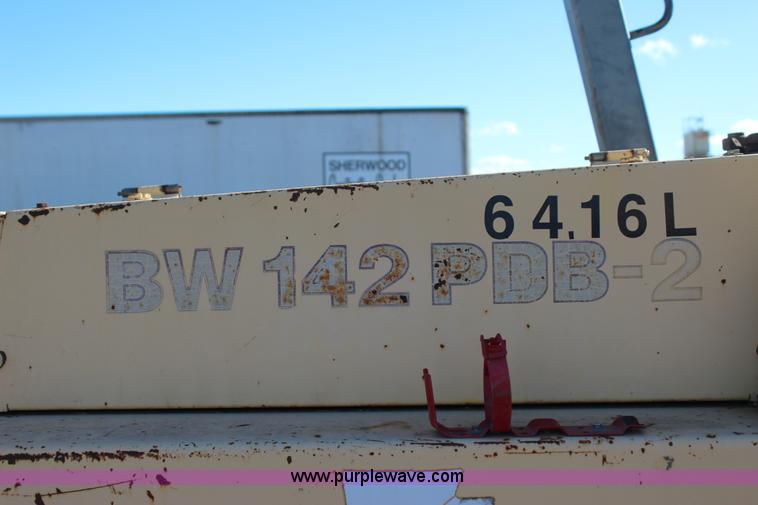 SHERWOOD
64.16L
BW 142 PDB-2
www.purplewave.com